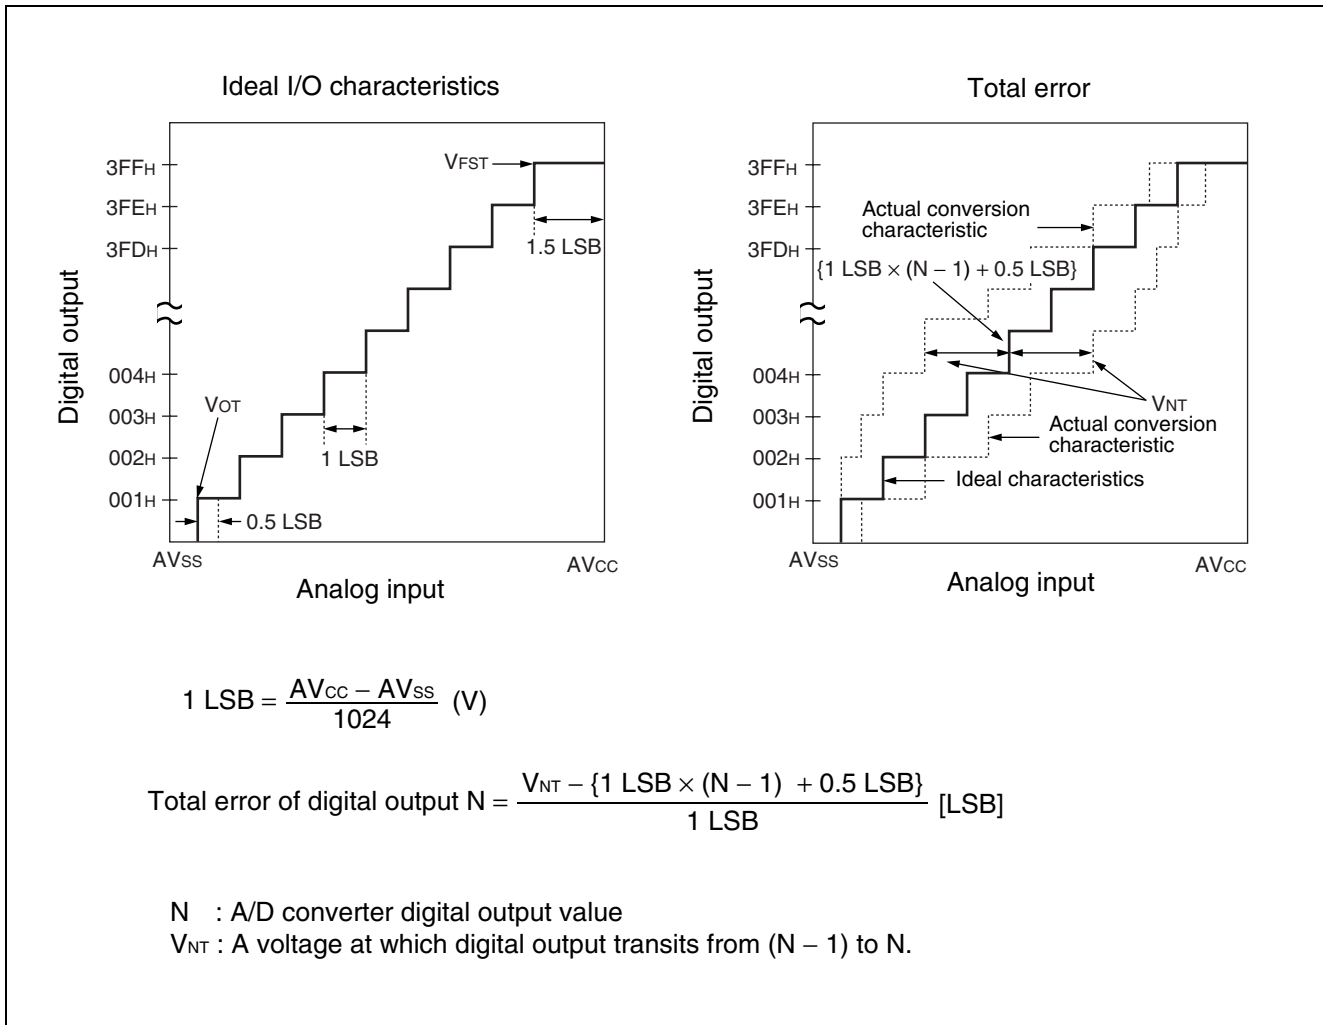 Ideal I/O characteristics
3FFH
3FEH
3FDH
004H
003H
002H
001H
VFST
1.5 LSB
VOT
1 LSB
0.5 LSB
Digital output
AVSS
AVCC
Analog input
Total error
3FFH
3FEH
3FDH
004H
003H
002H
001H
Actual conversion
characteristic
{1 LSB × (N − 1) + 0.5 LSB}
VNT
Actual conversion
characteristic
Ideal characteristics
Digital output
AVSS
AVCC
Analog input
1 LSB = AVCC − AVSS / 1024 (V)
Total error of digital output N = VNT − {1 LSB × (N − 1) + 0.5 LSB} / 1 LSB [LSB]
N : A/D converter digital output value
VNT : A voltage at which digital output transits from (N − 1) to N.